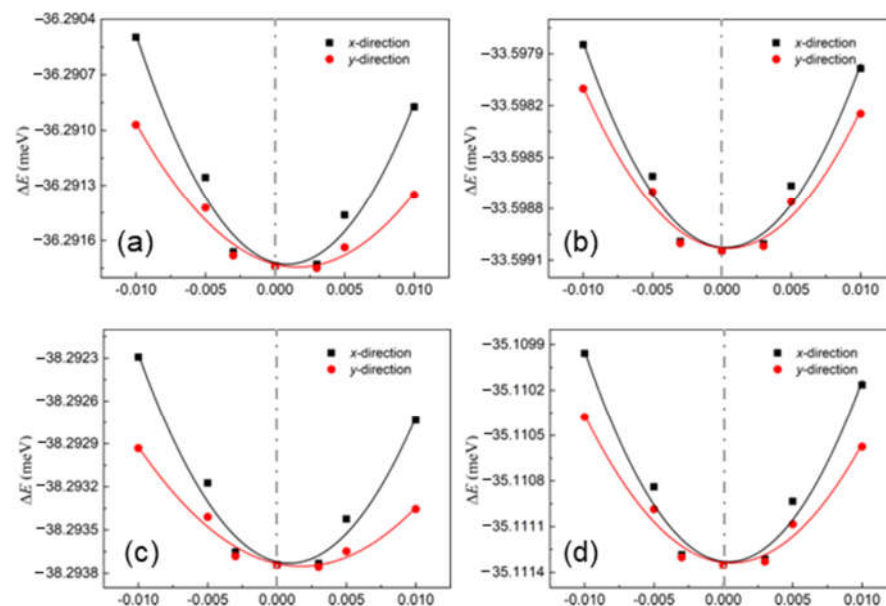 −36.2904
−36.2907
−36.2910
−36.2913
−36.2916
ΔE (meV)
x-direction
y-direction
(a)
-0.010 -0.005 0.000 0.005 0.010
−33.5979
−33.5982
−33.5985
−33.5988
−33.5991
ΔE (meV)
x-direction
y-direction
(b)
-0.010 -0.005 0.000 0.005 0.010
−38.2923
−38.2926
−38.2929
−38.2932
−38.2935
−38.2938
ΔE (meV)
x-direction
y-direction
(c)
-0.010 -0.005 0.000 0.005 0.010
−35.1099
−35.1102
−35.1105
−35.1108
−35.1111
−35.1114
ΔE (meV)
x-direction
y-direction
(d)
-0.010 -0.005 0.000 0.005 0.010